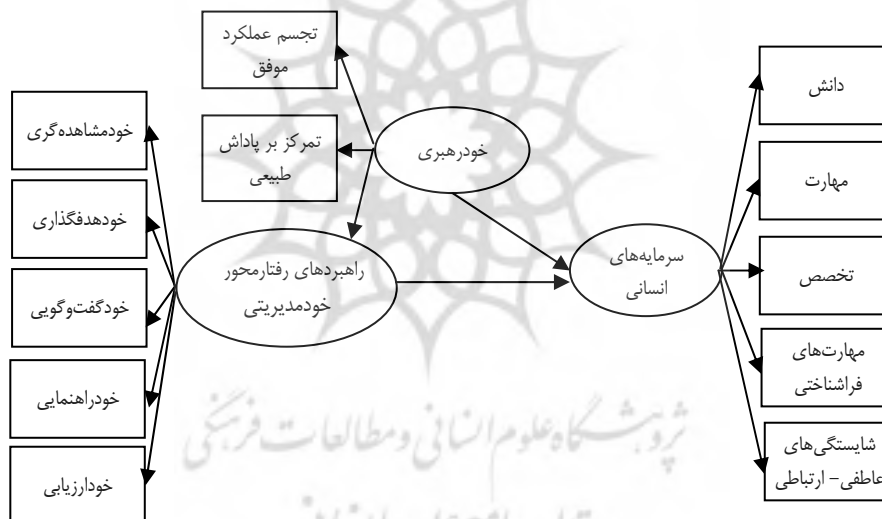 تجسم عملکرد
موفق
تمرکز بر پاداش
طبیعی
خودرهبری
دانش
مهارت
تخصص
مهارت‌های
فراشناختی
شایستگی‌های
عاطفی- ارتباطی
سرمایه‌های
انسانی
راهبردهای رفتارمحور
خودمدیریتی
خودمشاهده‌گری
خودهدفگذاری
خودگفت‌وگویی
خودراهنمایی
خودارزیابی
پژوهشگاه علوم انسانی و مطالعات فرهنگی